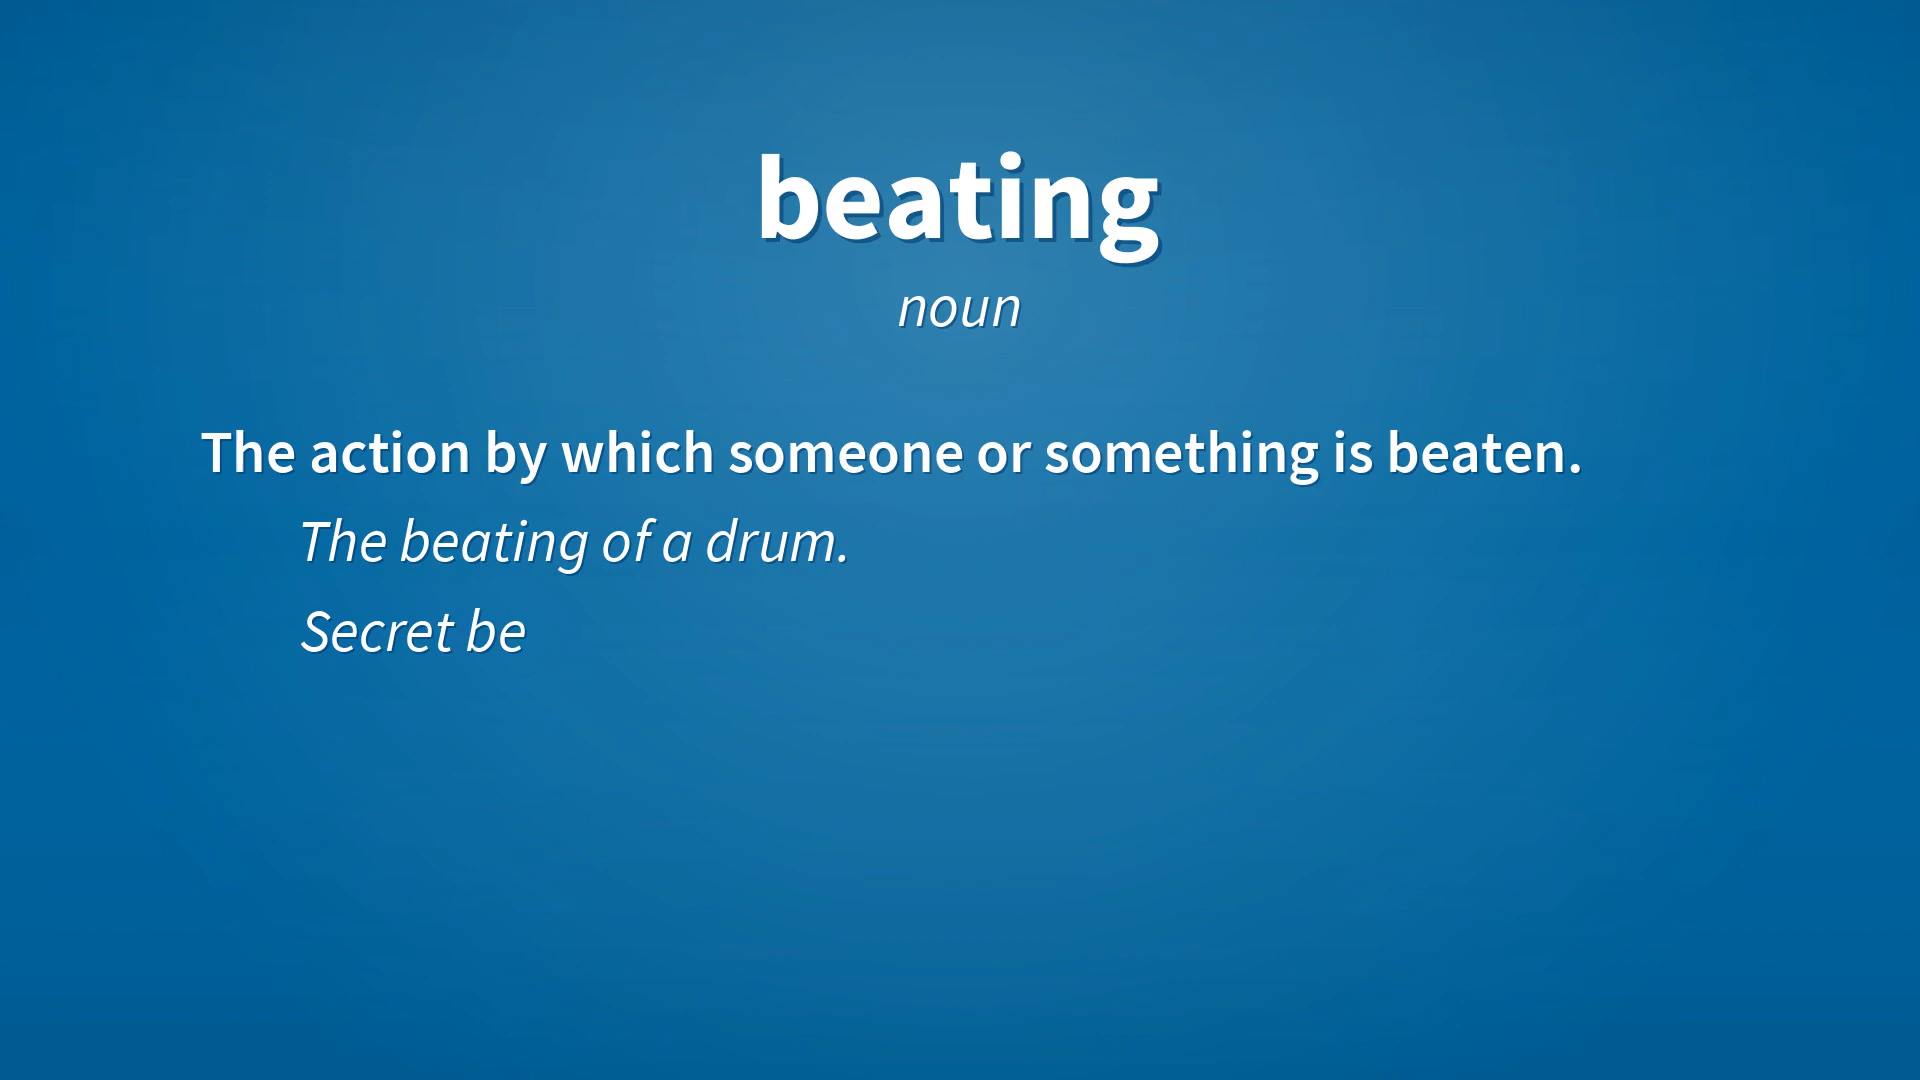 beating
noun
The action by which someone or something is beaten.
The beating of a drum.
Secret be